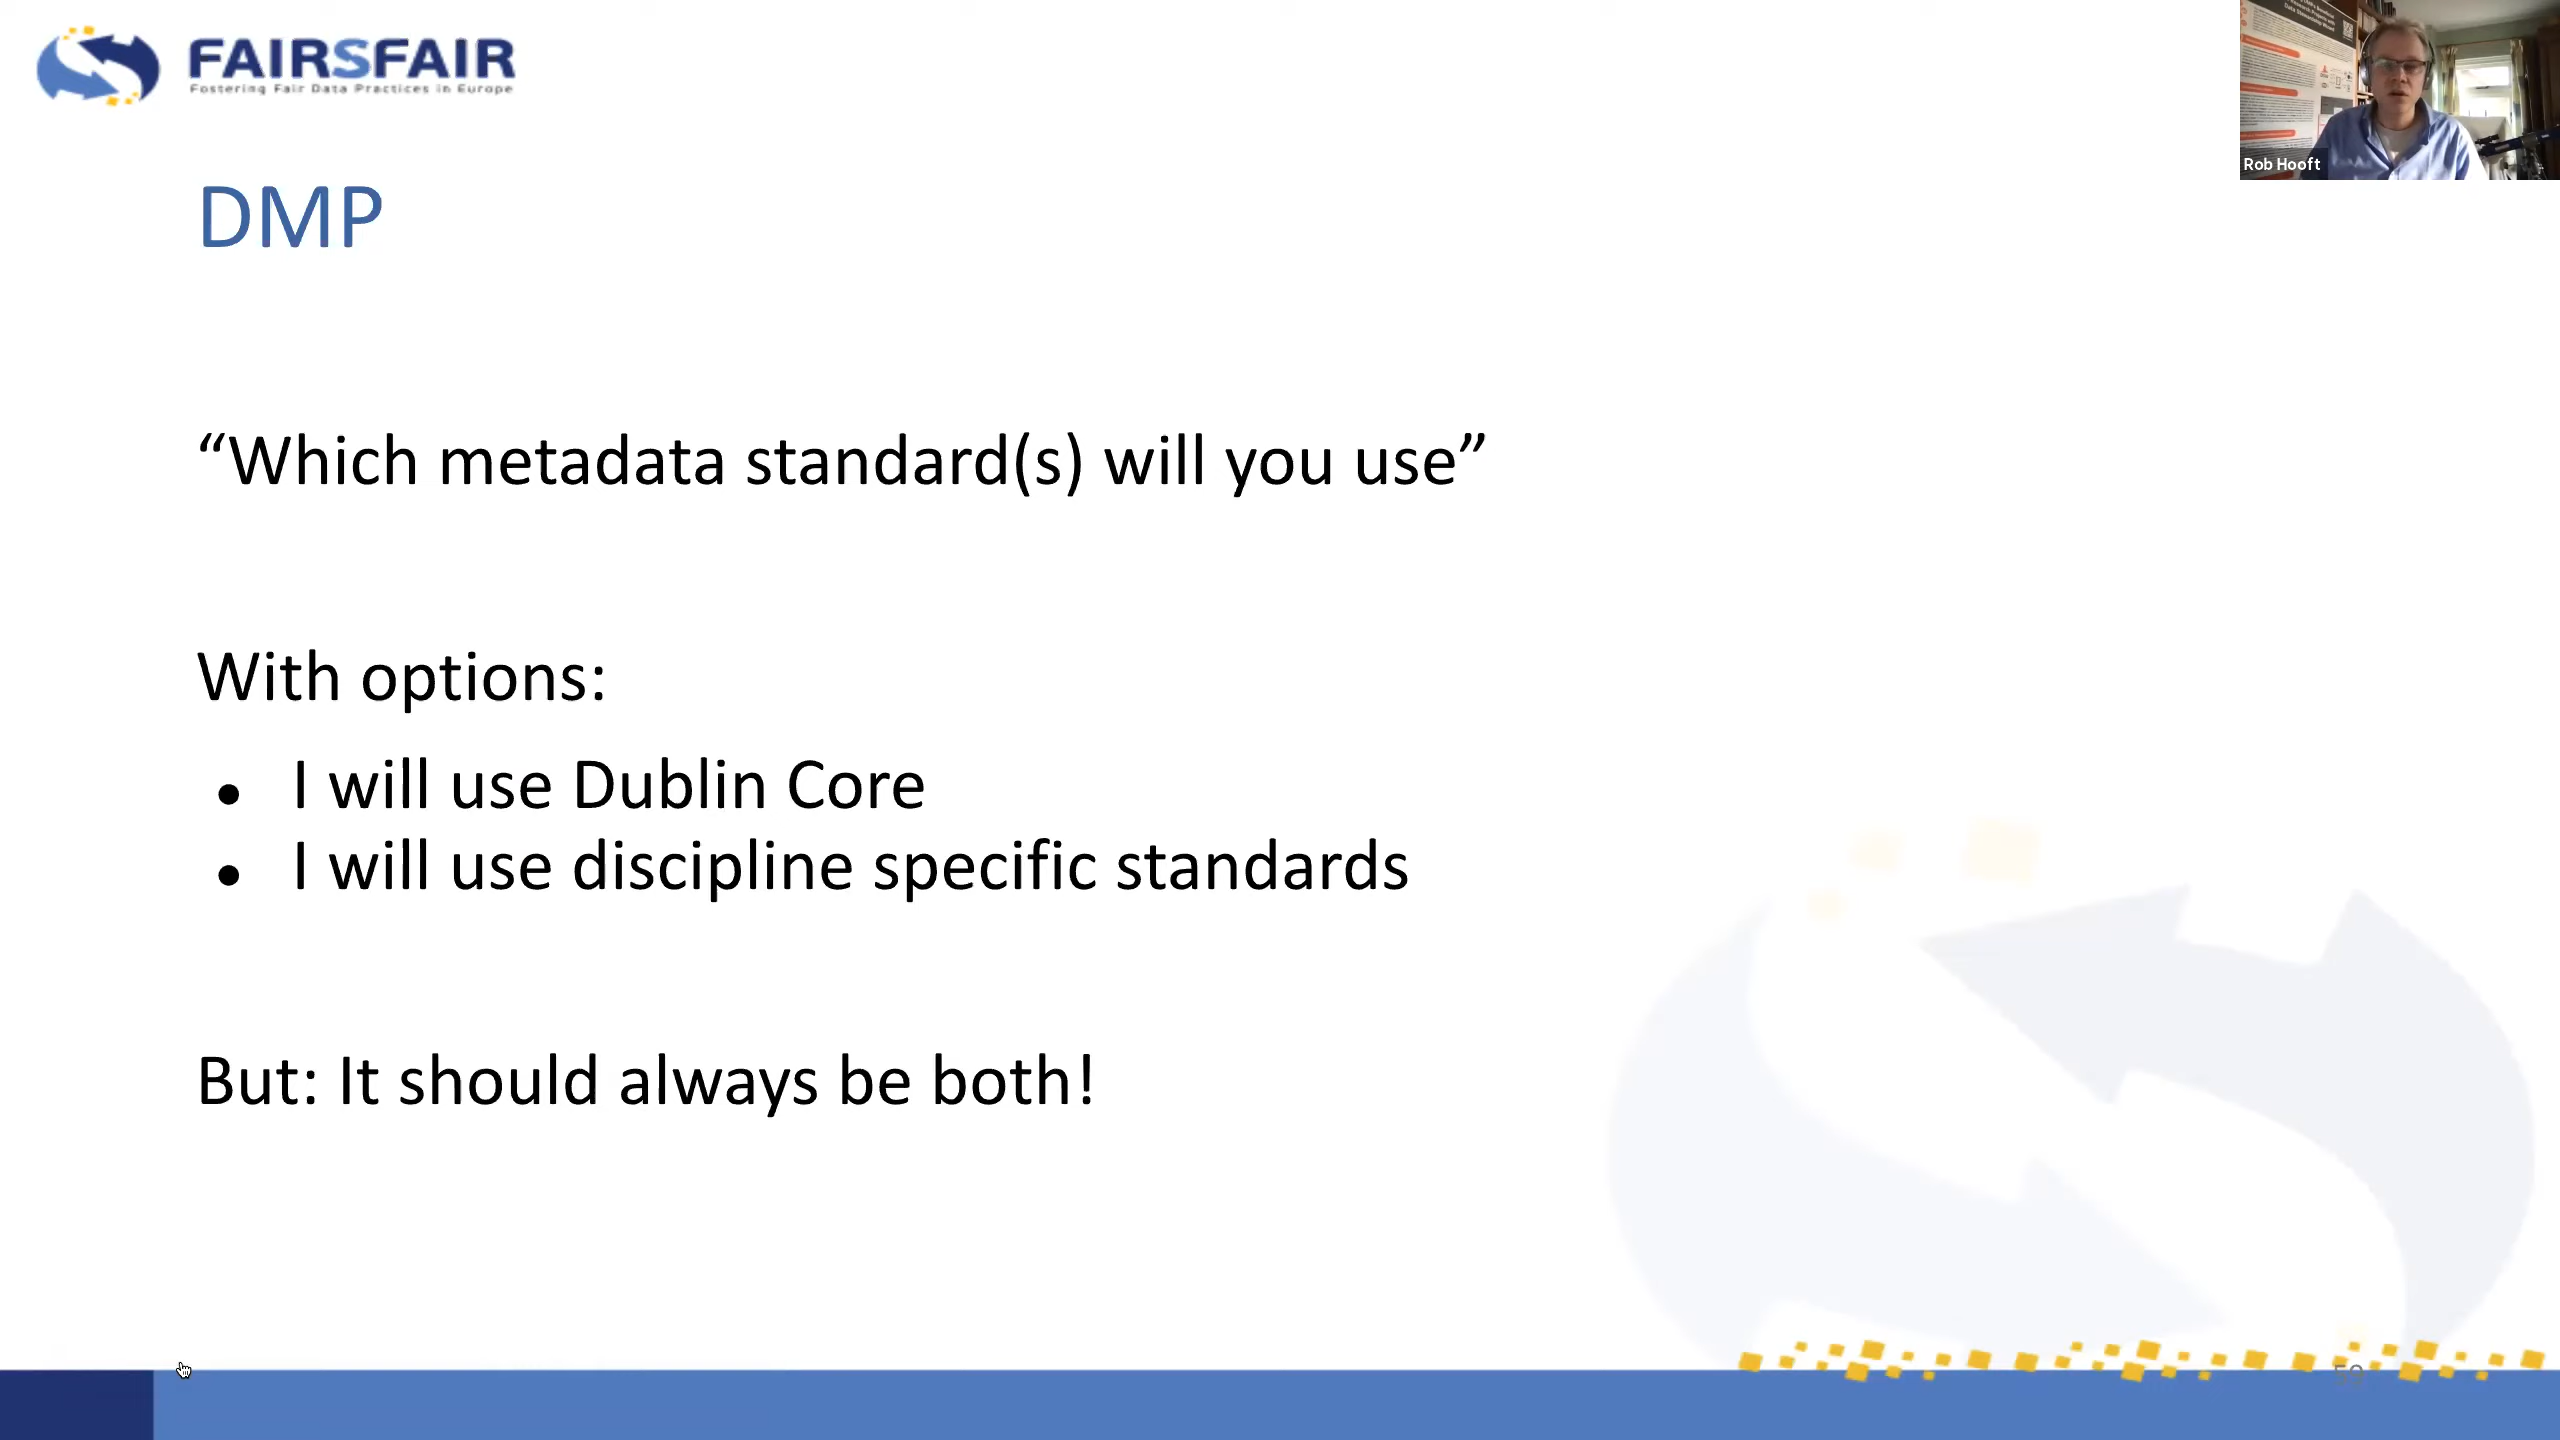 FAIRSFAIR
Fostering Fair Data Practices in Europe
Rob Hooft
DMP
“Which metadata standard(s) will you use”
With options:
● I will use Dublin Core
● I will use discipline specific standards
But: It should always be both!
59